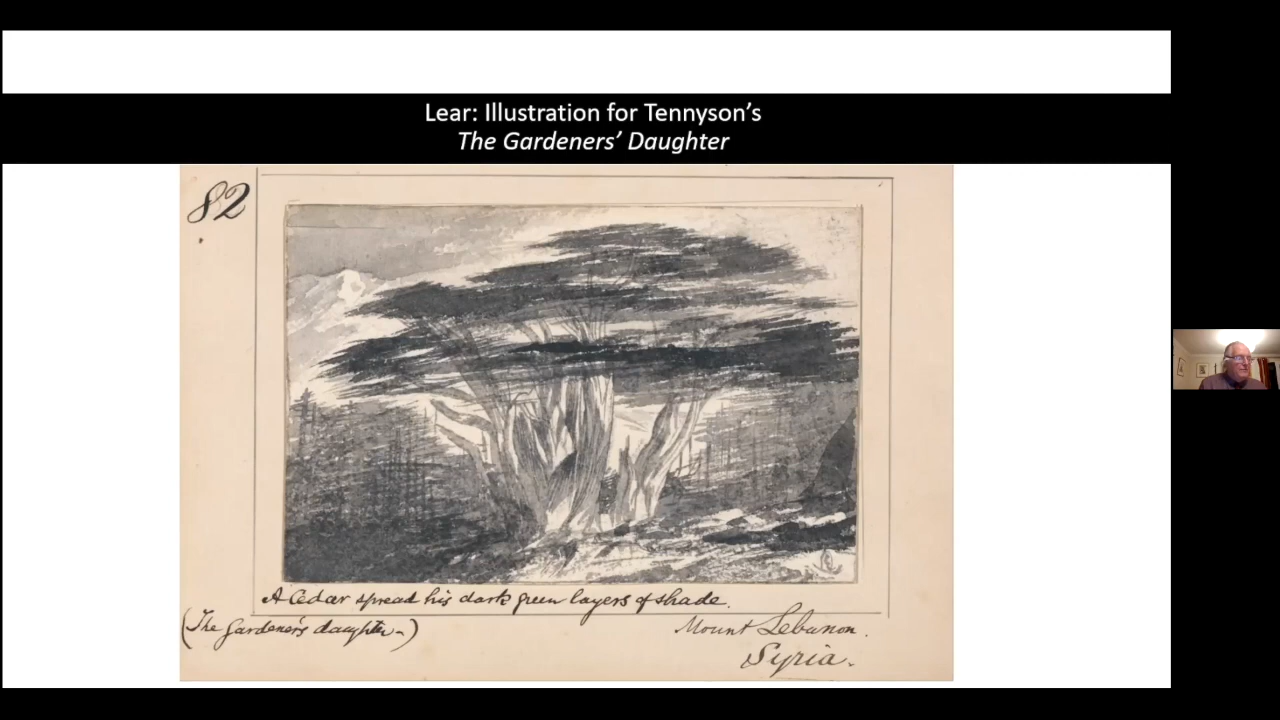 Lear: Illustration for Tennyson's
The Gardeners' Daughter
82
A Cedar spread his dark green layers of shade.
(The Gardener's daughter-)
Mount Lebanon.
Syria.